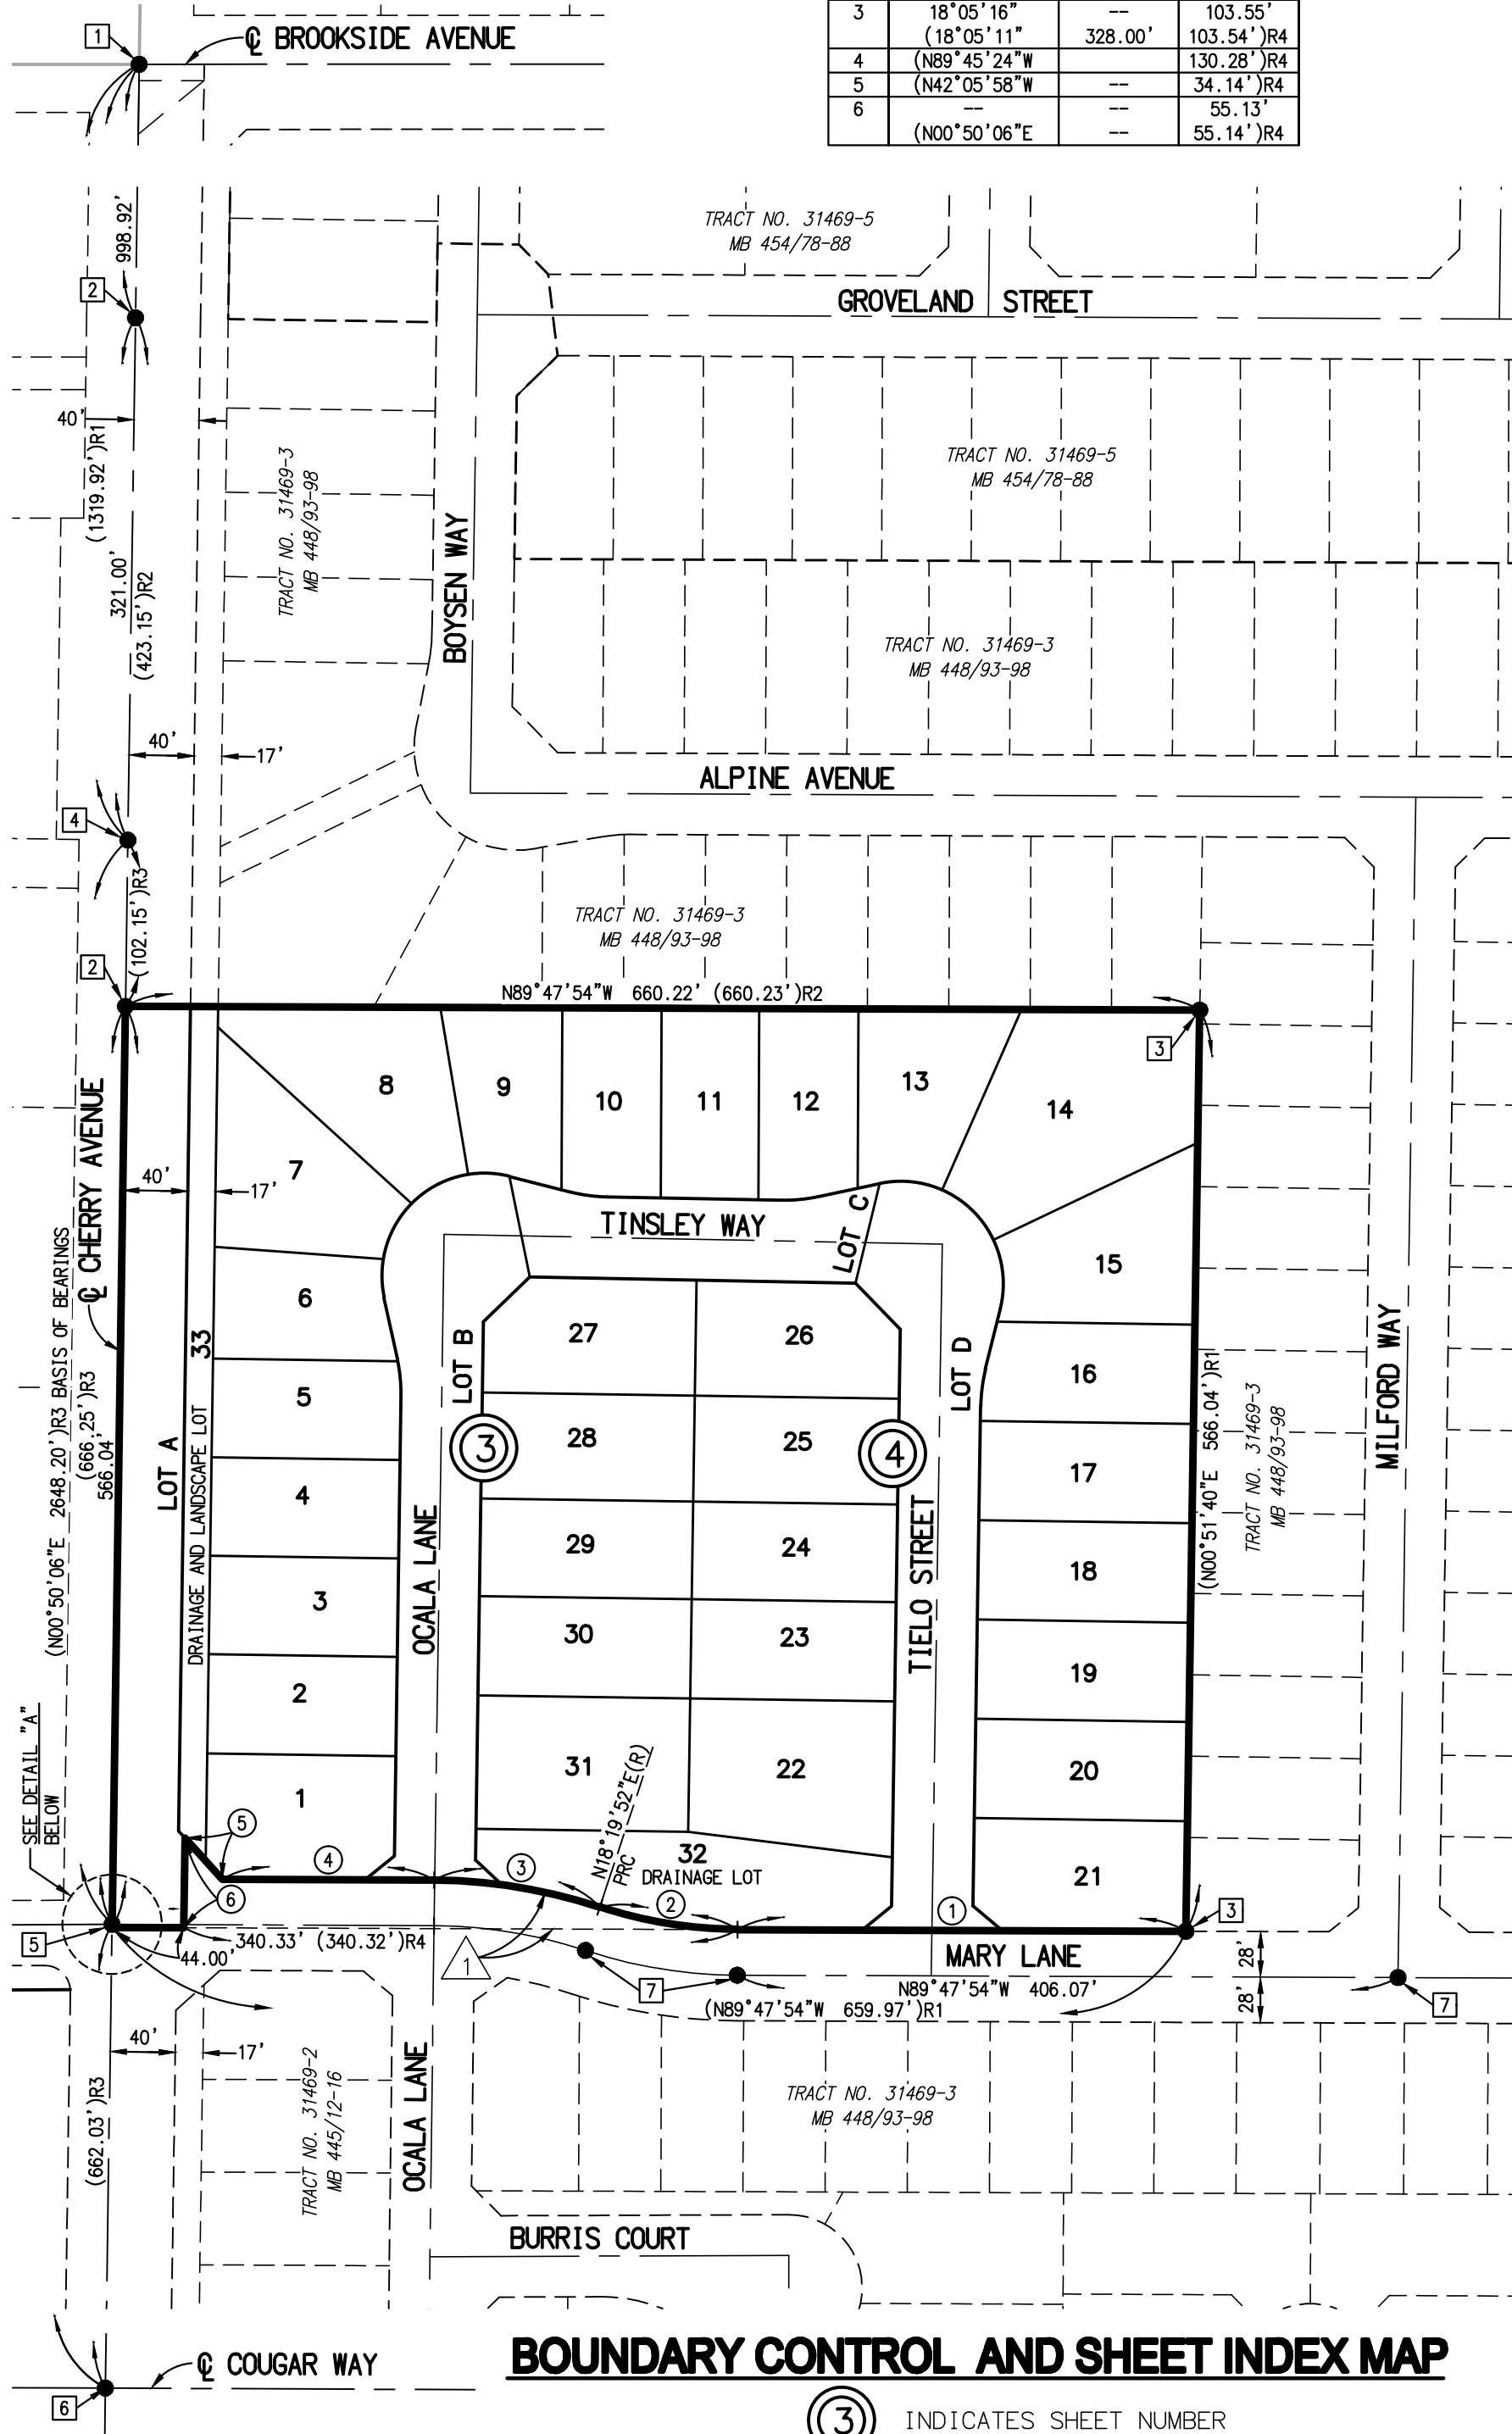 3 18°05'16" -- 103.55'
(18°05'11" 328.00' 103.54')R4
4 (N89°45'24"W 130.28')R4
5 (N42°05'58"W -- 34.14')R4
6 -- -- 55.13'
(N00°50'06"E -- 55.14')R4
1
℄ BROOKSIDE AVENUE
998.92'
2
TRACT NO. 31469-5
MB 454/78-88
GROVELAND STREET
40'
(1319.92')R1
TRACT NO. 31469-3
MB 448/93-98
BOYSEN WAY
TRACT NO. 31469-5
MB 454/78-88
321.00'
(423.15')R2
TRACT NO. 31469-3
MB 448/93-98
40'
17'
ALPINE AVENUE
4
(102.15')R3
TRACT NO. 31469-3
MB 448/93-98
2
N89°47'54"W 660.22' (660.23')R2
3
℄ CHERRY AVENUE
8
9
10
11
12
13
14
7
40'
17'
TINSLEY WAY
LOT C
15
(N00°50'06"E 2648.20')R3 BASIS OF BEARINGS
(666.25')R3
566.04'
LOT A
33
DRAINAGE AND LANDSCAPE LOT
6
LOT B
27
26
LOT D
16
MILFORD WAY
5
3
28
25
4
17
(N00°51'40"E 566.04')R1
TRACT NO. 31469-3
MB 448/93-98
4
OCALA LANE
29
24
TIELO STREET
18
3
30
23
19
2
31
22
20
1
N18°19'52"E(R)
PRC
SEE DETAIL "A"
BELOW
5
4
3
32
DRAINAGE LOT
21
6
2
1
3
5
340.33' (340.32')R4
44.00'
1
MARY LANE
28'
7
N89°47'54"W 406.07'
(N89°47'54"W 659.97')R1
28'
7
40'
17'
(662.03')R3
TRACT NO. 31469-2
MB 445/12-16
OCALA LANE
TRACT NO. 31469-3
MB 448/93-98
BURRIS COURT
℄ COUGAR WAY
BOUNDARY CONTROL AND SHEET INDEX MAP
6
3 INDICATES SHEET NUMBER